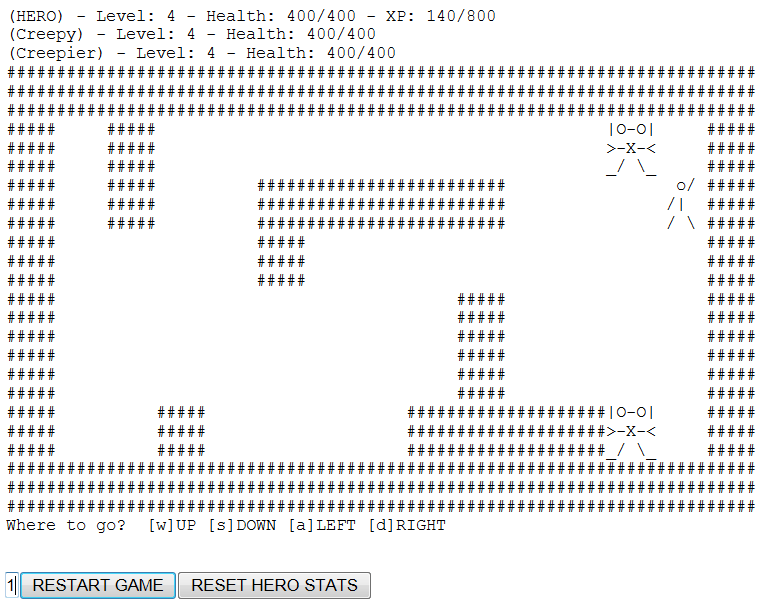 (HERO) - Level: 4 - Health: 400/400 - XP: 140/800
(Creepy) - Level: 4 - Health: 400/400
(Creepier) - Level: 4 - Health: 400/400
###########################################################################
###########################################################################
###########################################################################
#####     #####                                             |O-O|     #####
#####     #####                                             >-X-<     #####
#####     #####                                             _/ \_     #####
#####     #####          #########################                 o/ #####
#####     #####          #########################                /|  #####
#####     #####          #########################                / \ #####
#####                    #####                                        #####
#####                    #####                                        #####
#####                    #####                                        #####
#####                                        #####                    #####
#####                                        #####                    #####
#####                                        #####                    #####
#####                                        #####                    #####
#####                                        #####                    #####
#####                                        #####                    #####
#####          #####                    ####################|O-O|     #####
#####          #####                    ####################>-X-<     #####
#####          #####                    ####################_/ \_     #####
###########################################################################
###########################################################################
###########################################################################
Where to go?  [w]UP [s]DOWN [a]LEFT [d]RIGHT
1 RESTART GAME RESET HERO STATS